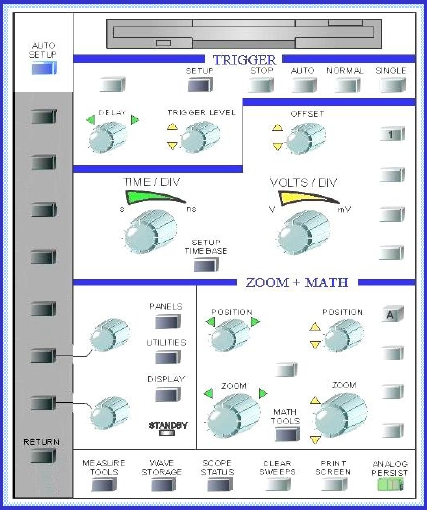 AUTO
SETUP
TRIGGER
SETUP
STOP
AUTO
NORMAL
SINGLE
DELAY
TRIGGER LEVEL
OFFSET
1
TIME / DIV
VOLTS / DIV
s
ns
V
mV
SETUP
TIMEBASE
ZOOM + MATH
PANELS
POSITION
POSITION
A
UTILITIES
DISPLAY
ZOOM
ZOOM
MATH
TOOLS
STANDBY
RETURN
MEASURE
TOOLS
WAVE
STORAGE
SCOPE
STATUS
CLEAR
SWEEPS
PRINT
SCREEN
ANALOG
PERSIST